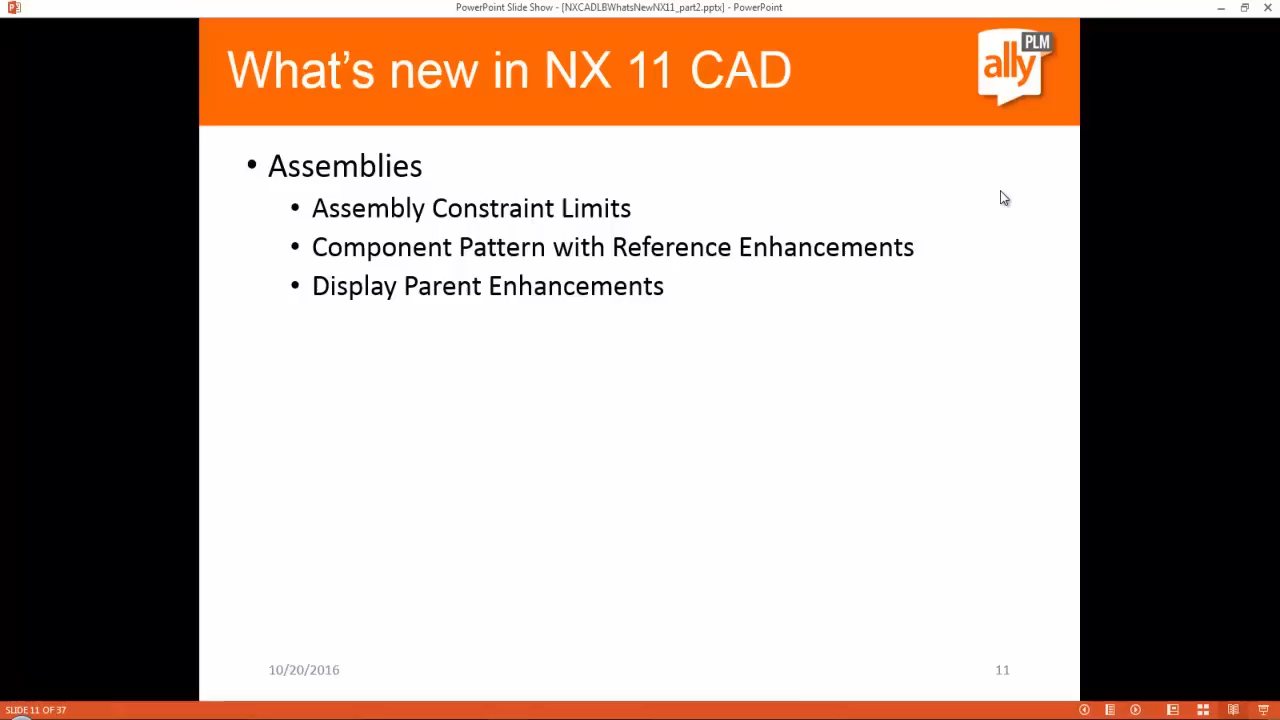 PowerPoint Slide Show - [NXCADLBWhatsNewNX11_part2.pptx] - PowerPoint
What's new in NX 11 CAD
PLM
ally
• Assemblies
• Assembly Constraint Limits
• Component Pattern with Reference Enhancements
• Display Parent Enhancements
10/20/2016
11
SLIDE 11 OF 37